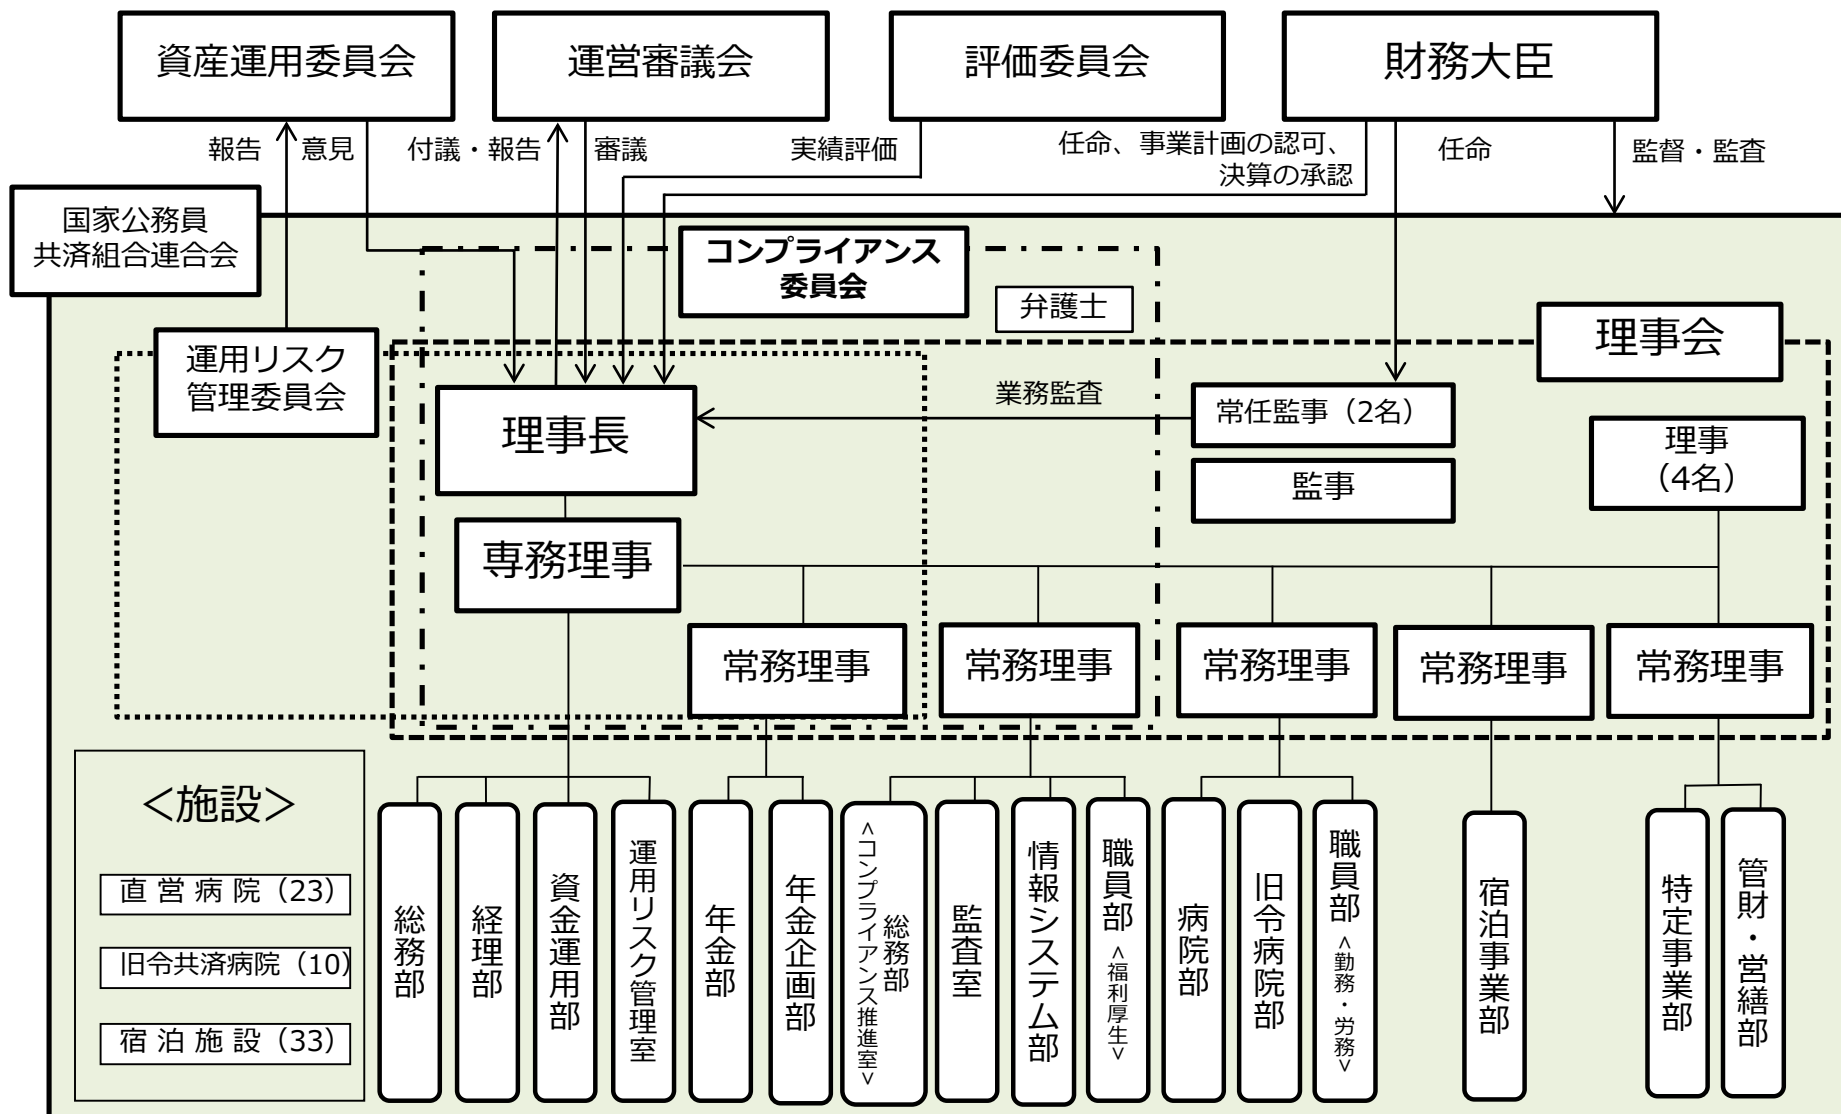 資産運用委員会
運営審議会
評価委員会
財務大臣
報告
意見
付議・報告
審議
実績評価
任命、事業計画の認可、
決算の承認
任命
監督・監査
国家公務員
共済組合連合会
コンプライアンス
委員会
弁護士
理事会
運用リスク
管理委員会
理事長
業務監査
常任監事（2名）
監事
理事
（4名）
専務理事
常務理事
常務理事
常務理事
常務理事
常務理事
＜施設＞
直営病院（23）
旧令共済病院（10）
宿泊施設（33）
総務部
経理部
資金運用部
運用リスク管理室
年金部
年金企画部
総務部
＜コンプライアンス推進室＞
監査室
情報システム部
職員部＜福利厚生＞
病院部
旧令病院部
職員部＜勤務・労務＞
宿泊事業部
特定事業部
管財・営繕部